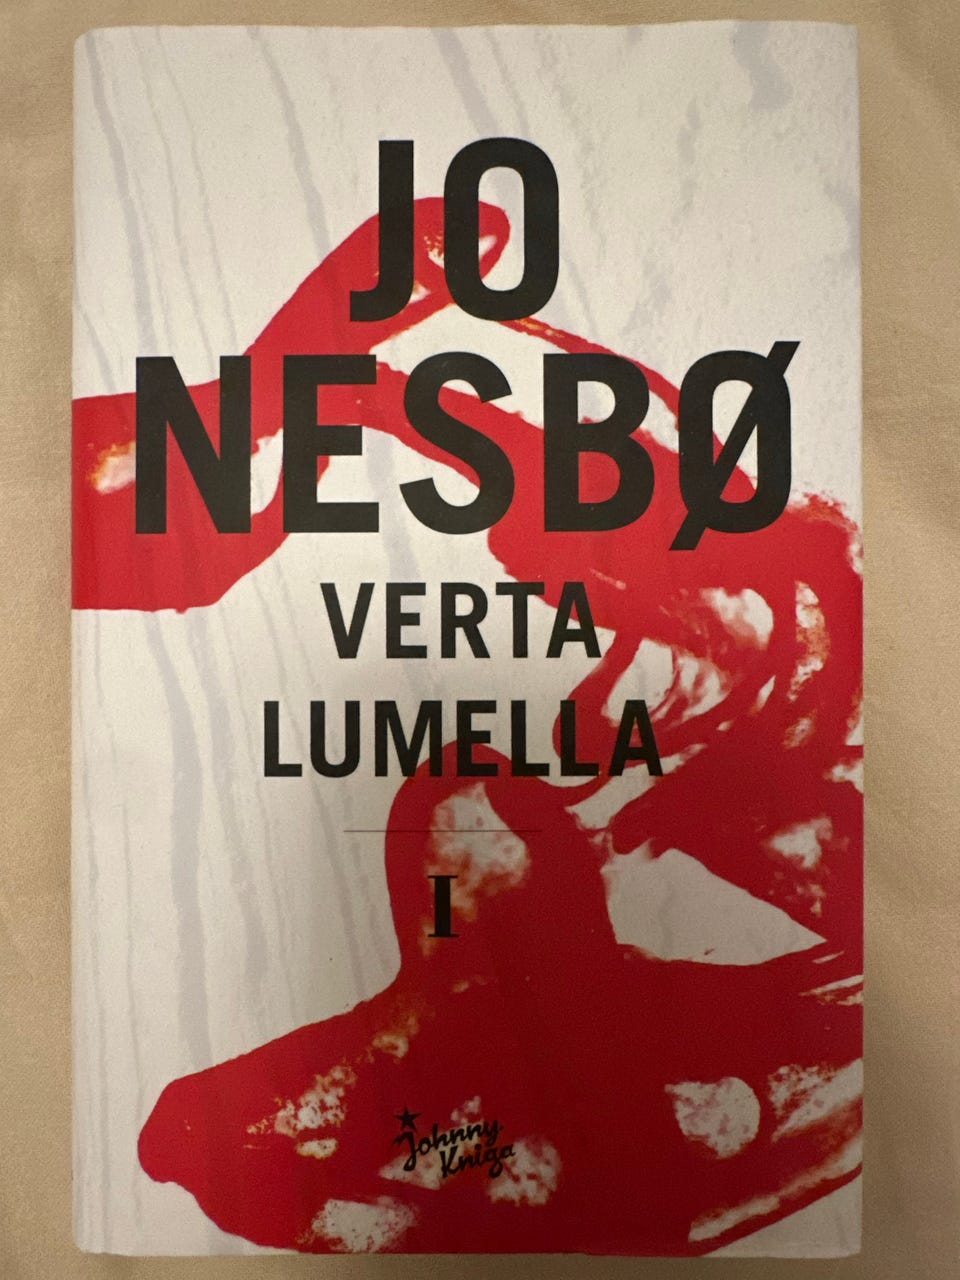 JO
NESBØ
VERTA
LUMELLA
I
Johnny
Kniga